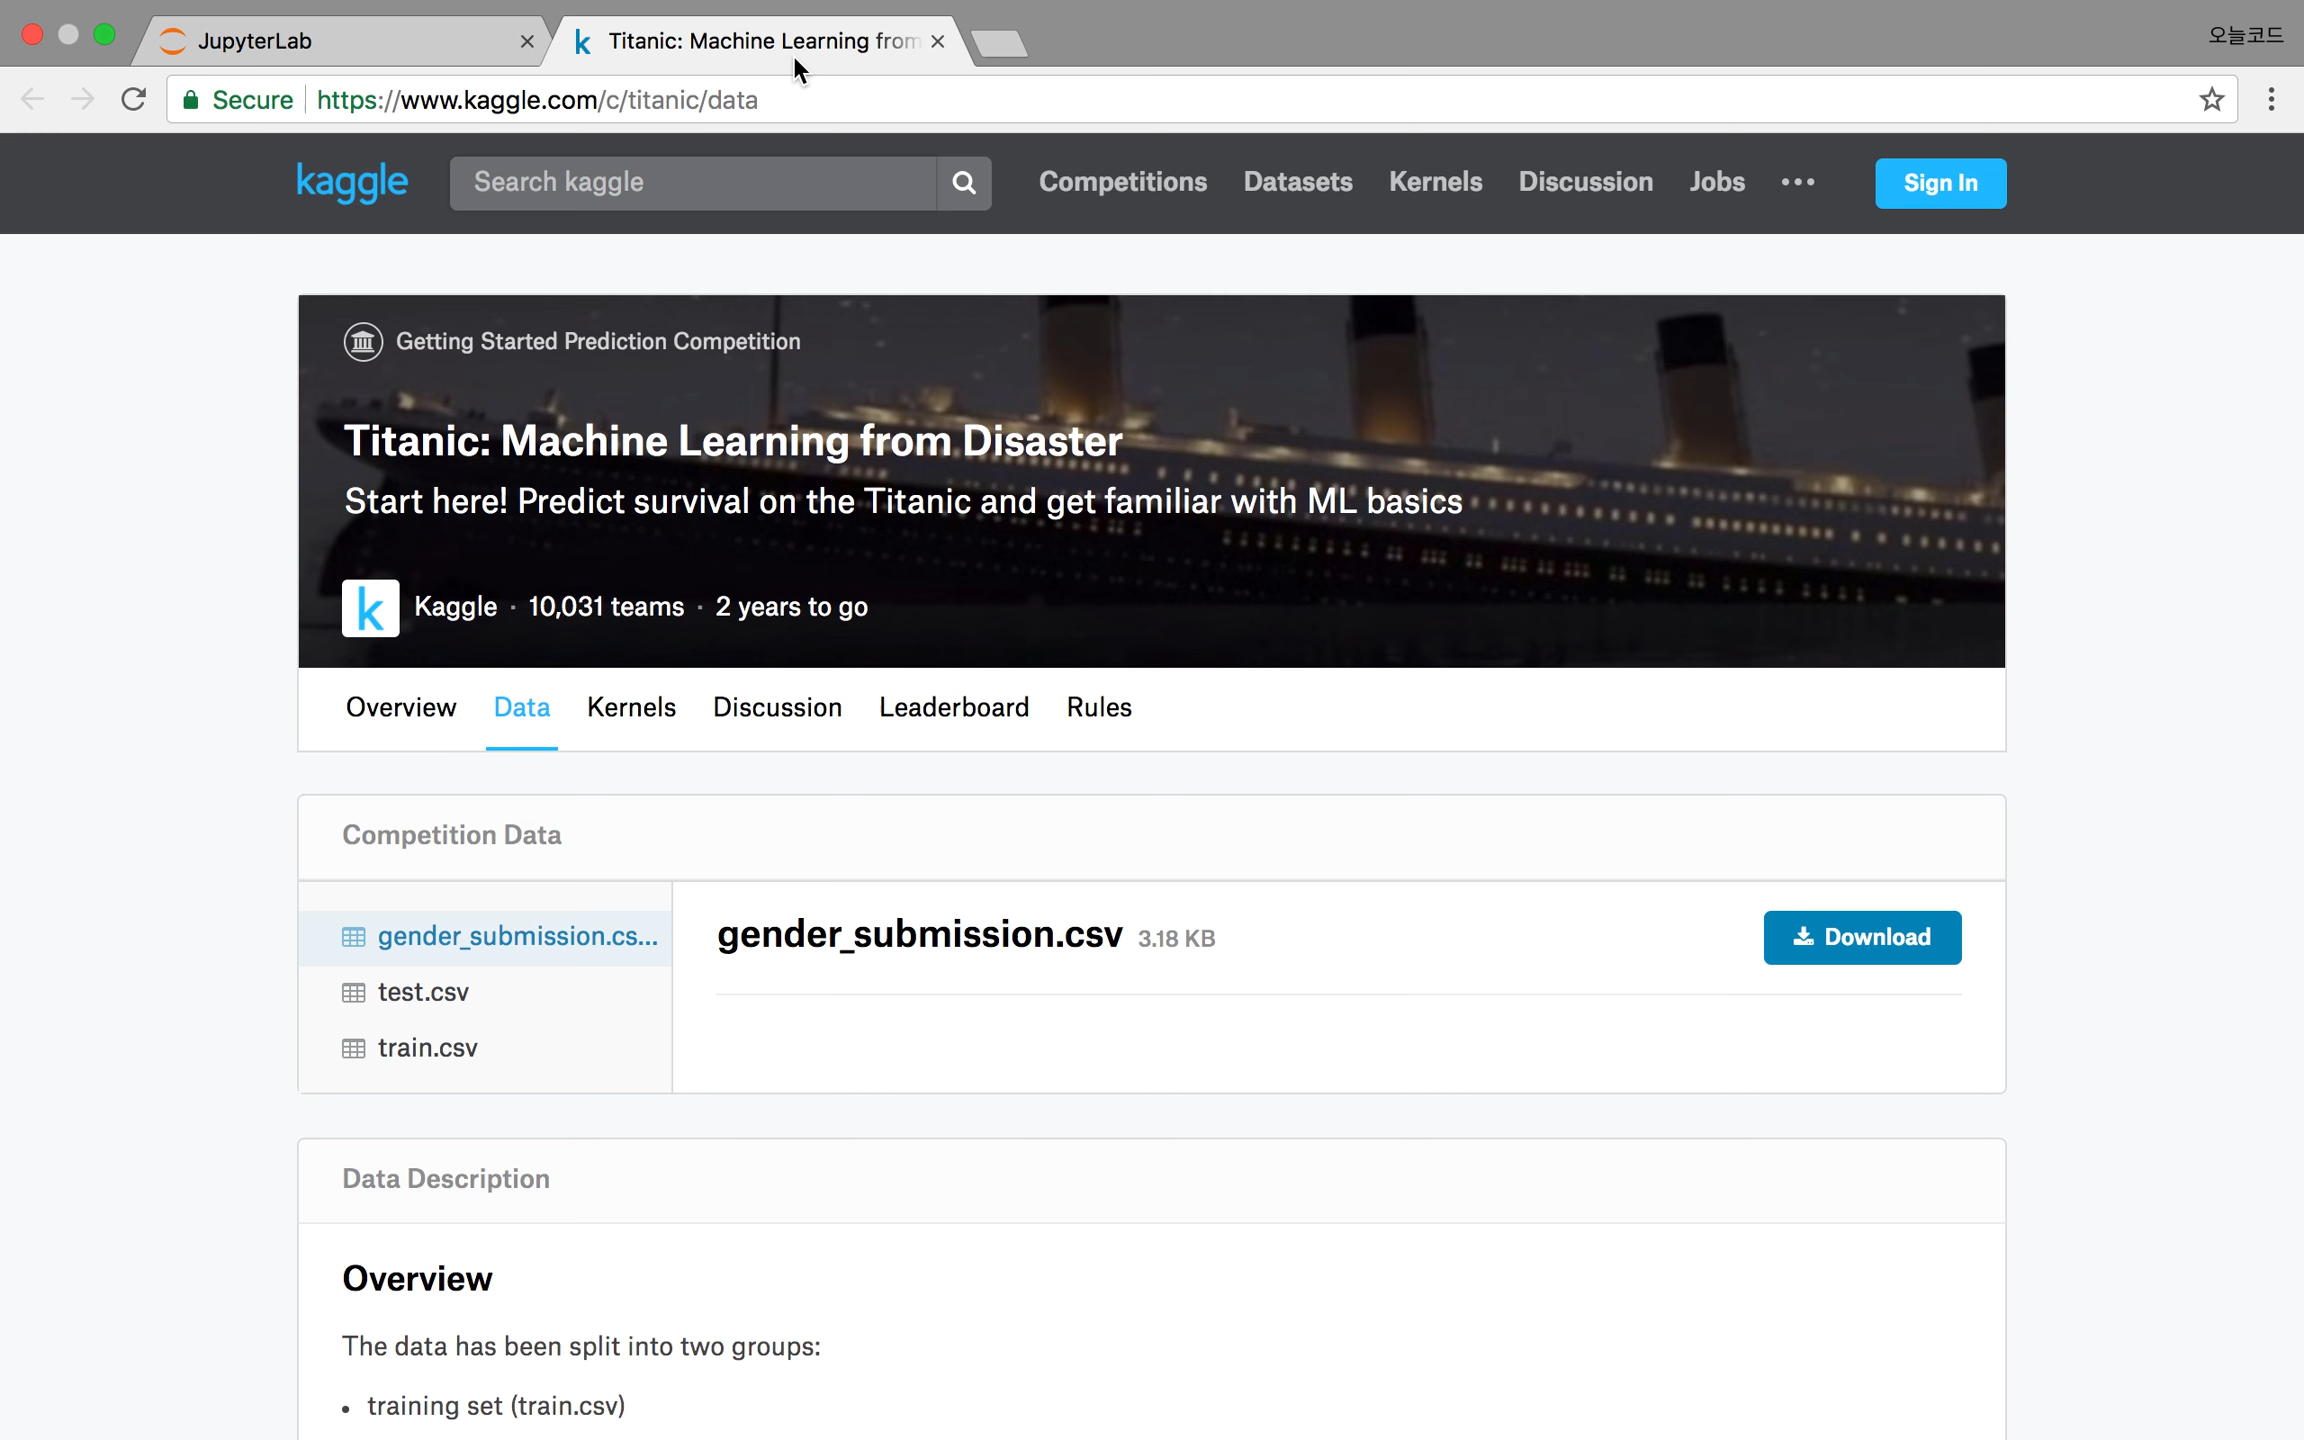 JupyterLab
Titanic: Machine Learning from
오늘코드
Secure https://www.kaggle.com/c/titanic/data
kaggle
Search kaggle
Competitions Datasets Kernels Discussion Jobs
Sign In
Getting Started Prediction Competition
Titanic: Machine Learning from Disaster
Start here! Predict survival on the Titanic and get familiar with ML basics
k Kaggle · 10,031 teams · 2 years to go
Overview Data Kernels Discussion Leaderboard Rules
Competition Data
gender_submission.cs...
test.csv
train.csv
gender_submission.csv 3.18 KB
Download
Data Description
Overview
The data has been split into two groups:
• training set (train.csv)